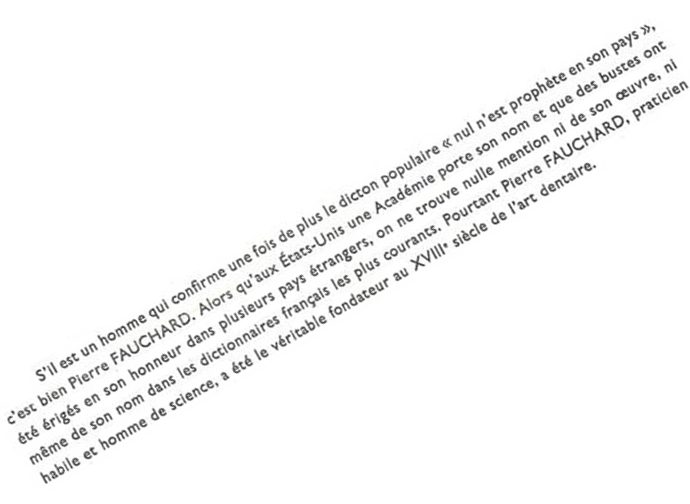 S'il est un homme qui confirme une fois de plus le dicton populaire « nul n'est prophète en son pays »,
c'est bien Pierre FAUCHARD. Alors qu'aux États-Unis une Académie porte son nom et que des bustes ont
été érigés en son honneur dans plusieurs pays étrangers, on ne trouve nulle mention ni de son œuvre, ni
même de son nom dans les dictionnaires français les plus courants. Pourtant Pierre FAUCHARD, praticien
habile et homme de science, a été le véritable fondateur au XVIIIᵉ siècle de l'art dentaire.